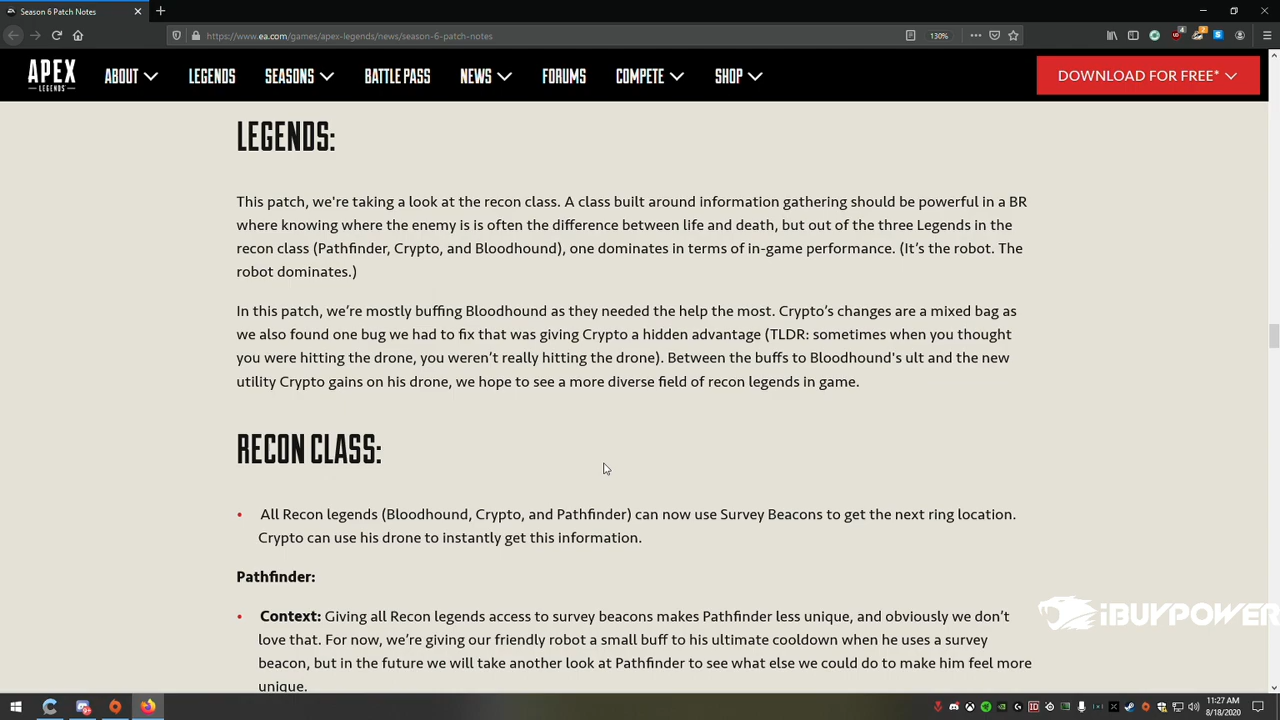 Season 6 Patch Notes
https://www.ea.com/games/apex-legends/news/season-6-patch-notes
130%
APEX
LEGENDS
ABOUT
LEGENDS
SEASONS
BATTLE PASS
NEWS
FORUMS
COMPETE
SHOP
DOWNLOAD FOR FREE*
LEGENDS:
This patch, we're taking a look at the recon class. A class built around information gathering should be powerful in a BR
where knowing where the enemy is is often the difference between life and death, but out of the three Legends in the
recon class (Pathfinder, Crypto, and Bloodhound), one dominates in terms of in-game performance. (It's the robot. The
robot dominates.)
In this patch, we're mostly buffing Bloodhound as they needed the help the most. Crypto's changes are a mixed bag as
we also found one bug we had to fix that was giving Crypto a hidden advantage (TLDR: sometimes when you thought
you were hitting the drone, you weren't really hitting the drone). Between the buffs to Bloodhound's ult and the new
utility Crypto gains on his drone, we hope to see a more diverse field of recon legends in game.
RECON CLASS:
• All Recon legends (Bloodhound, Crypto, and Pathfinder) can now use Survey Beacons to get the next ring location.
Crypto can use his drone to instantly get this information.
Pathfinder:
• Context: Giving all Recon legends access to survey beacons makes Pathfinder less unique, and obviously we don't
love that. For now, we're giving our friendly robot a small buff to his ultimate cooldown when he uses a survey
beacon, but in the future we will take another look at Pathfinder to see what else we could do to make him feel more
unique.
iBUYPOWER
11:27 AM
8/18/2020